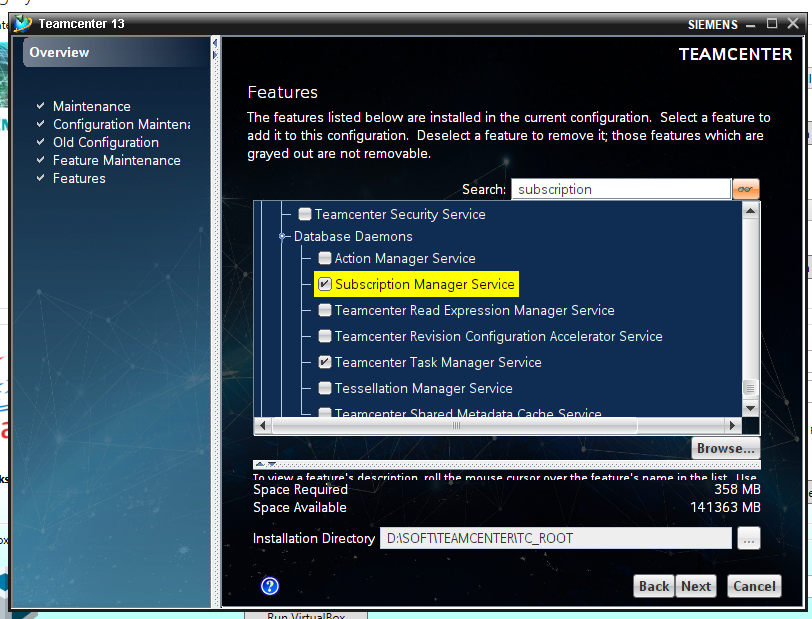 Teamcenter 13
SIEMENS
Overview
Maintenance
Configuration Maintena
Old Configuration
Feature Maintenance
Features
TEAMCENTER
Features
The features listed below are installed in the current configuration. Select a feature to
add it to this configuration. Deselect a feature to remove it; those features which are
grayed out are not removable.
Search: subscription
Teamcenter Security Service
Database Daemons
Action Manager Service
Subscription Manager Service
Teamcenter Read Expression Manager Service
Teamcenter Revision Configuration Accelerator Service
Teamcenter Task Manager Service
Tessellation Manager Service
Teamcenter Shared Metadata Cache Service
Browse...
To view a feature's description, roll the mouse cursor over the feature's name in the list. Use
Space Required 358 MB
Space Available 141363 MB
Installation Directory D:\SOFT\TEAMCENTER\TC_ROOT ...
? Back Next Cancel
Run VirtualBox